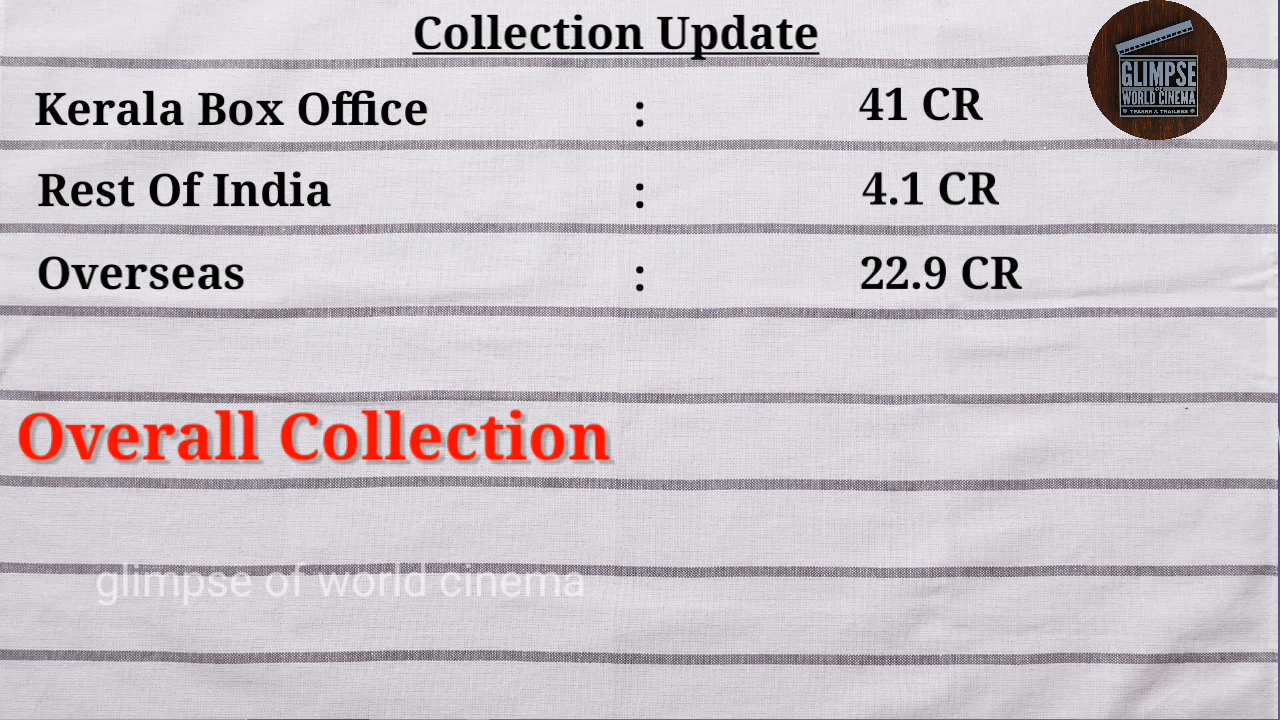 Collection Update
Kerala Box Office : 41 CR
Rest Of India : 4.1 CR
Overseas : 22.9 CR
Overall Collection
glimpse of world cinema
GLIMPSE
OF
WORLD CINEMA